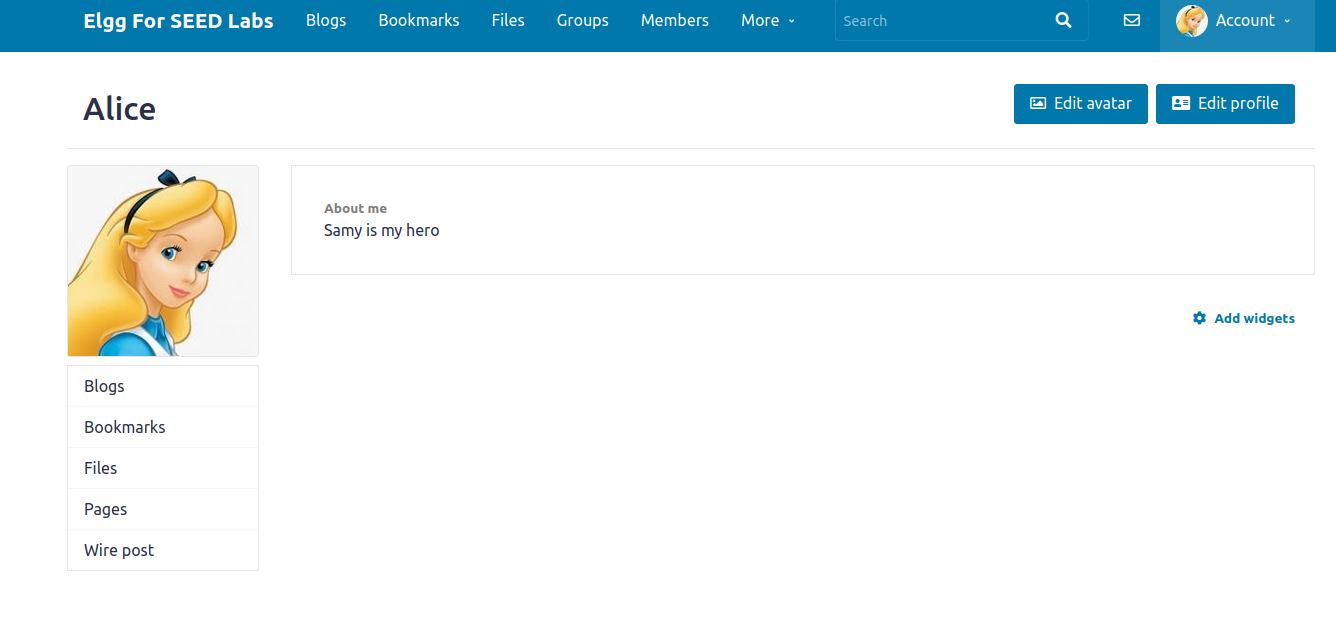 Elgg For SEED Labs Blogs Bookmarks Files Groups Members More Search Account
Alice
Edit avatar Edit profile
About me
Samy is my hero
Add widgets
Blogs
Bookmarks
Files
Pages
Wire post